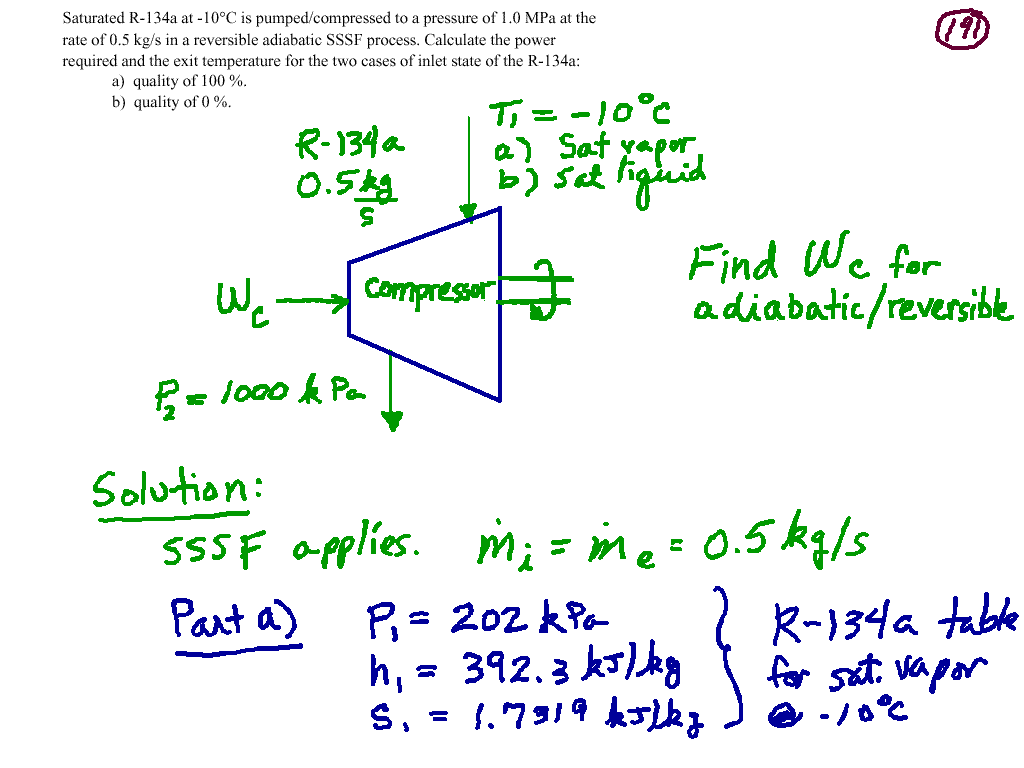 Saturated R-134a at -10°C is pumped/compressed to a pressure of 1.0 MPa at the
rate of 0.5 kg/s in a reversible adiabatic SSSF process. Calculate the power
required and the exit temperature for the two cases of inlet state of the R-134a:
a) quality of 100 %.
b) quality of 0 %.
191
T₁ = -10°C
a) Sat vapor
b) sat liquid
R-134a
0.5 kg/s
Compressor
Wc
Find Wc for
adiabatic/reversible
P₂ = 1000 kPa
Solution:
SSSF applies. ṁi = ṁe = 0.5 kg/s
Part a) P₁ = 202 kPa
h₁ = 392.3 kJ/kg
s₁ = 1.7319 kJ/kg
R-134a table
for sat. vapor
@ -10°C